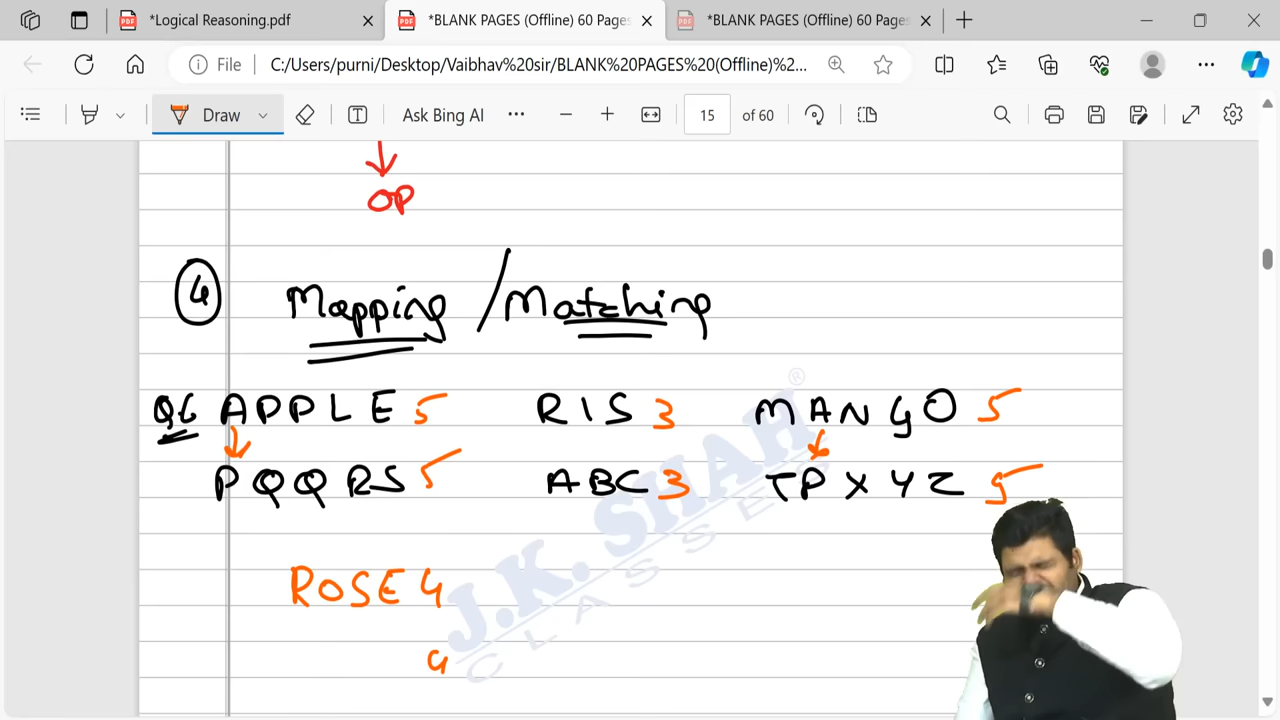 *Logical Reasoning.pdf
*BLANK PAGES (Offline) 60 Pages
*BLANK PAGES (Offline) 60 Pages
File
C:/Users/purni/Desktop/Vaibhav%20sir/BLANK%20PAGES%20(Offline)%2...
Draw
Ask Bing AI
15
of 60
OP
4 Mapping / Matching
Q6 APPLE 5 RIS 3 MANGO 5
PQQRS 5 ABC 3 TPXYZ 5
ROSE 4
4
J.K. SHAH ®
CLASSES